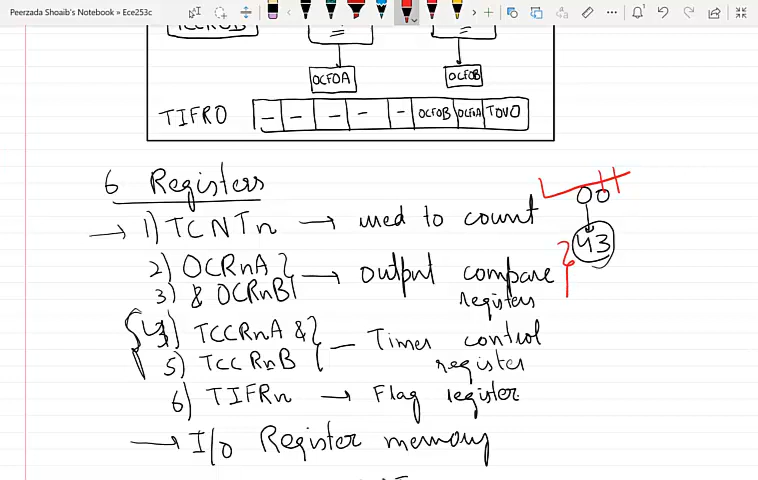 Peerzada Shoaib's Notebook » Ece253c
= =
OCF0A OCF0B
TIFR0 — — — — — OCF0B OCF0A TOV0
6 Registers
00
→ 1) TCNTn → used to count
43
2) OCRnA
3) & OCRnB → output compare registers
4) TCCRnA &
5) TCCRnB — Timer control register
6) TIFRn → Flag register
→ I/O Register memory